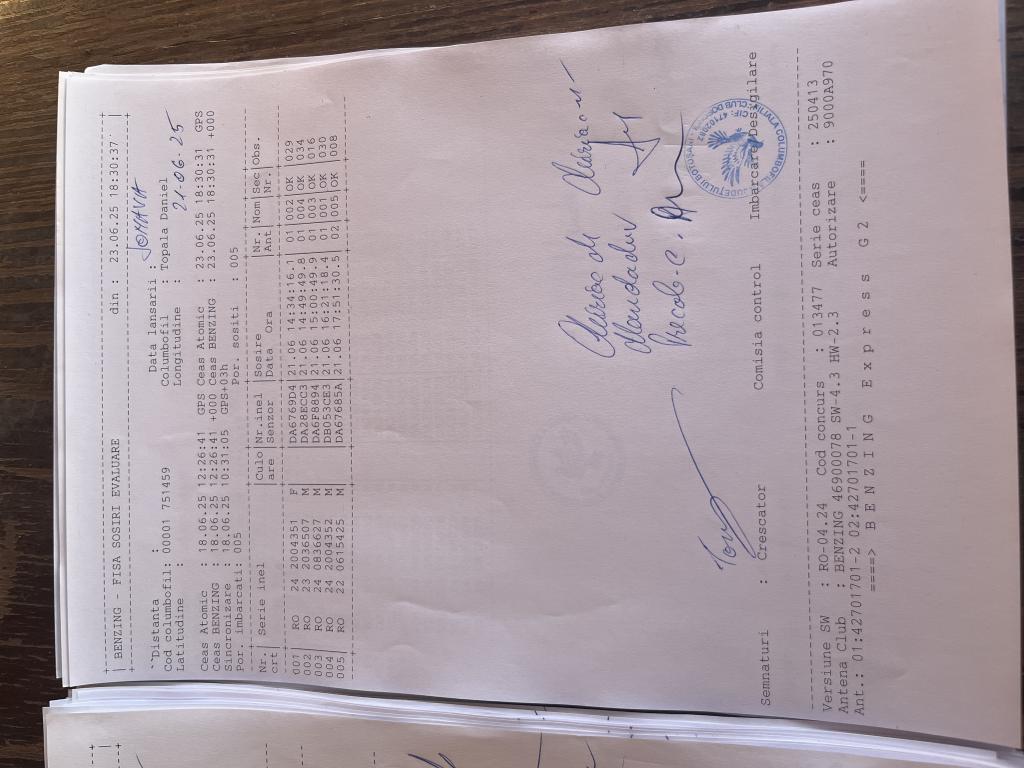 BENZING - FISA SOSIRI EVALUARE din : 23.06.25 18:30:37
Distanta : Data lansarii : JOHAVA
Cod columbofil: 00001 751459 Columbofil : Topala Daniel
Latitudine : Longitudine : 21.06.25
Ceas Atomic : 18.06.25 12:26:41 GPS Ceas Atomic : 23.06.25 18:30:31 GPS
Ceas BENZING : 18.06.25 12:26:41 +000 Ceas BENZING : 23.06.25 18:30:31 +000
Sincronizare : 18.06.25 10:31:05 GPS+03h
Por. imbarcati: 005 Por. sositi : 005
Nr. | Serie inel | Culo | Nr.inel | Sosire | Nr. | Nom | Sec | Obs.
crt | are | Senzor | Data Ora | Ant | Nr.
001 | RO 24 2004351 F | DA6769D4 | 21.06 14:34:16.1 | 01 | 002 | OK | 029
002 | RO 23 2036507 M | DA28ECC3 | 21.06 14:49:49.8 | 01 | 004 | OK | 034
003 | RO 24 0836627 M | DA6F8694 | 21.06 15:00:49.9 | 01 | 003 | OK | 016
004 | RO 24 2004352 M | DB053CE3 | 21.06 16:21:18.4 | 01 | 001 | OK | 026
005 | RO 22 0615425 M | DA67685A | 21.06 17:51:30.5 | 02 | 005 | OK | 008
Semnaturi : Crescator Comisia control Imbarcare Desigilare
Versiune SW : RO-04.24 Cod concurs : 013477 Serie ceas : 250413
Antena Club : BENZING 46900078 SW-4.3 HW-2.3 Autorizare : 9000A970
Ant.: 01:42701701-2 02:42701701-1
====> B E N Z I N G E x p r e s s G 2 <====